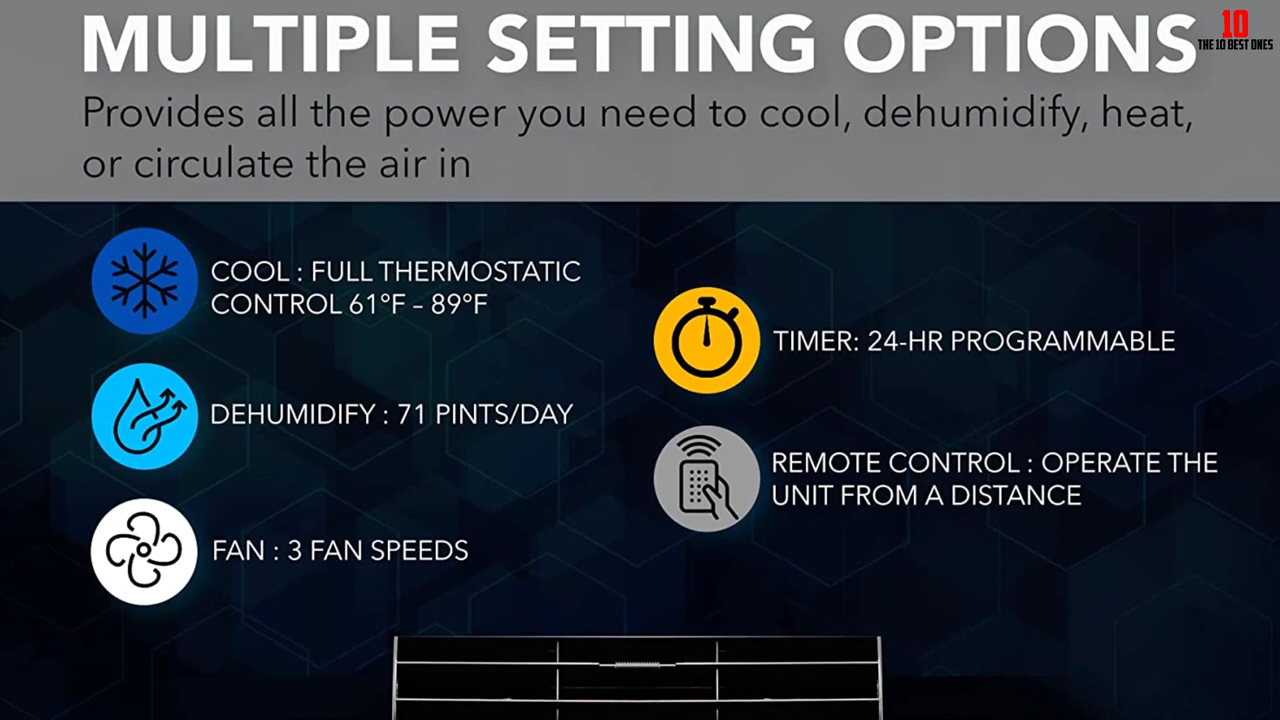 MULTIPLE SETTING OPTIONS
10
THE 10 BEST ONES
Provides all the power you need to cool, dehumidify, heat,
or circulate the air in
COOL : FULL THERMOSTATIC
CONTROL 61°F – 89°F
DEHUMIDIFY : 71 PINTS/DAY
FAN : 3 FAN SPEEDS
TIMER: 24-HR PROGRAMMABLE
REMOTE CONTROL : OPERATE THE
UNIT FROM A DISTANCE